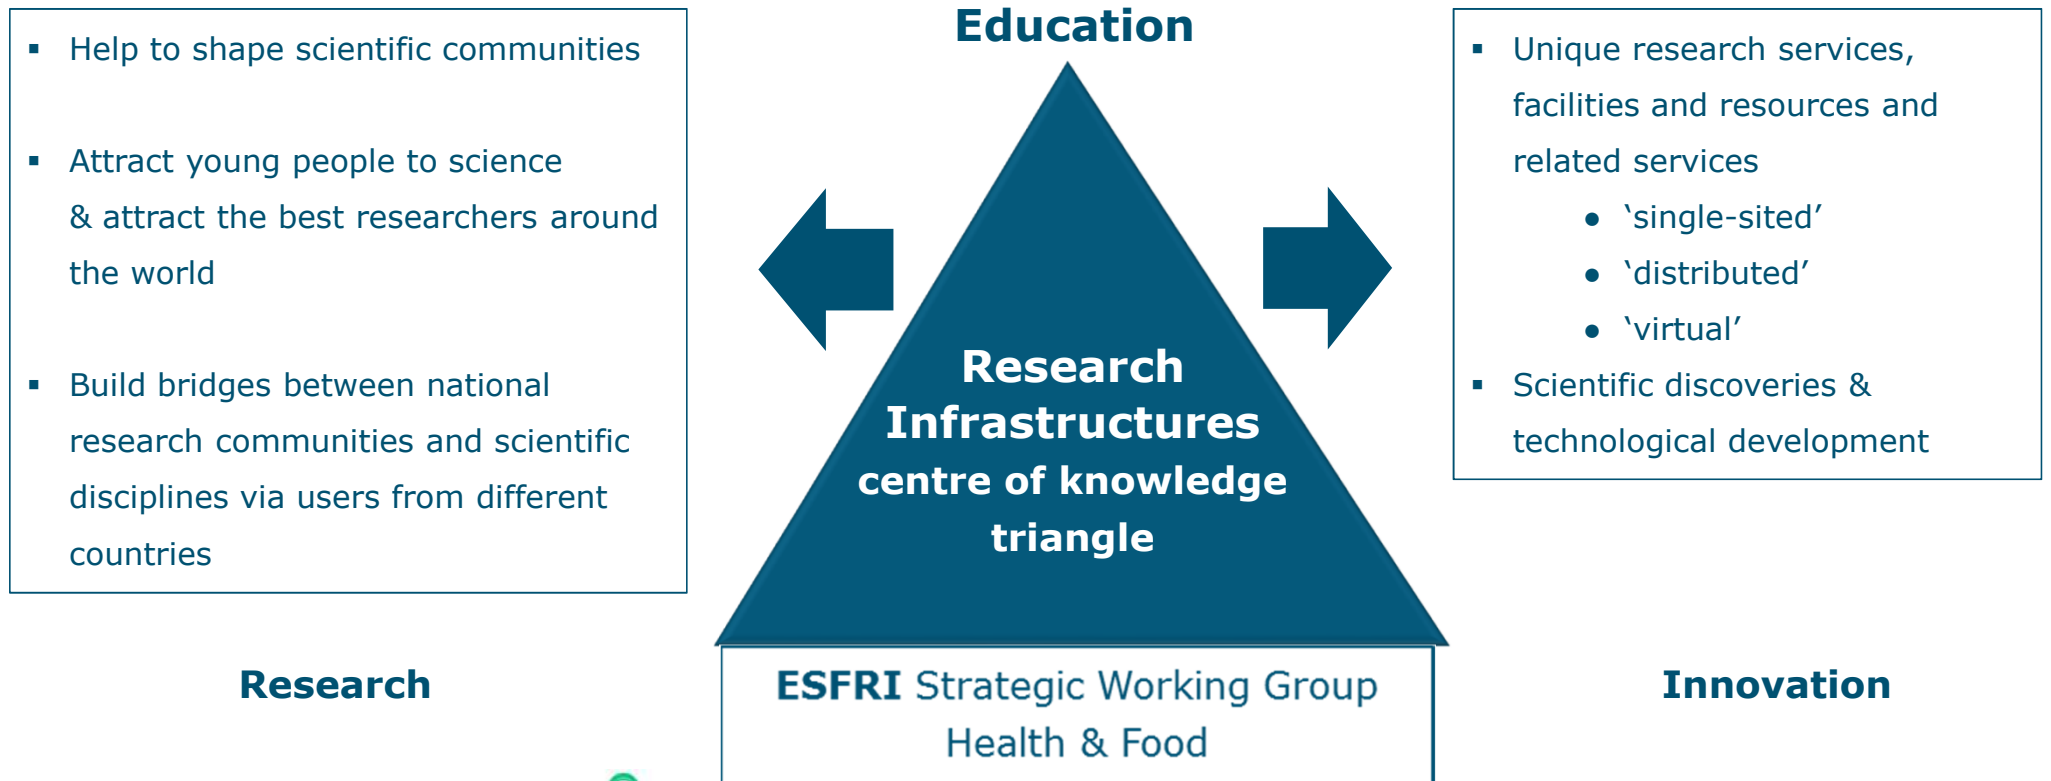 Education
▪ Help to shape scientific communities
▪ Attract young people to science
& attract the best researchers around
the world
▪ Build bridges between national
research communities and scientific
disciplines via users from different
countries
Research
Infrastructures
centre of knowledge
triangle
▪ Unique research services,
facilities and resources and
related services
● ‘single-sited’
● ‘distributed’
● ‘virtual’
▪ Scientific discoveries &
technological development
Research
ESFRI Strategic Working Group
Health & Food
Innovation